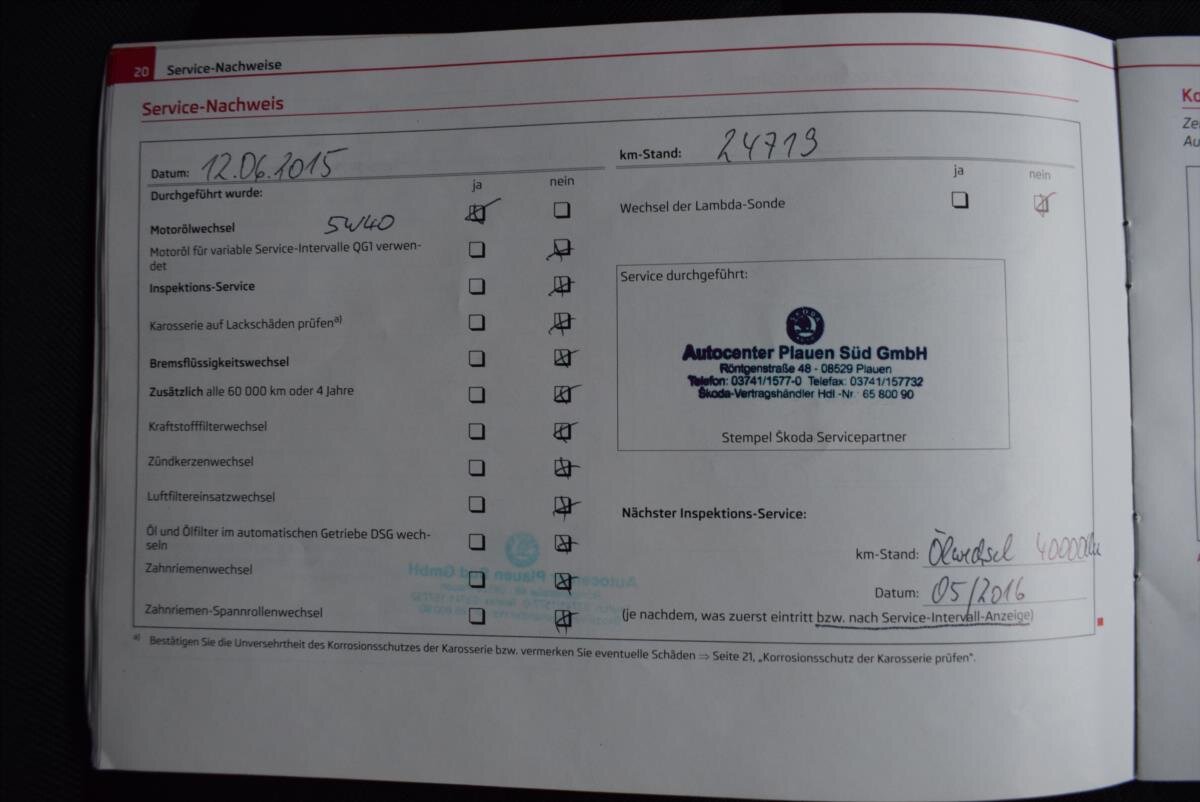 20 Service-Nachweise
Service-Nachweis
Datum: 12.06.2015
Durchgeführt wurde:
ja nein
Motorölwechsel 5W40
Motoröl für variable Service-Intervalle QG1 verwen-
det
Inspektions-Service
Karosserie auf Lackschäden prüfen a)
Bremsflüssigkeitswechsel
Zusätzlich alle 60 000 km oder 4 Jahre
Kraftstofffilterwechsel
Zündkerzenwechsel
Luftfiltereinsatzwechsel
Öl und Ölfilter im automatischen Getriebe DSG wech-
seln
Zahnriemenwechsel
Zahnriemen-Spannrollenwechsel
km-Stand: 24719
ja nein
Wechsel der Lambda-Sonde
Service durchgeführt:
ŠKODA
Autocenter Plauen Süd GmbH
Röntgenstraße 48 - 08529 Plauen
Telefon: 03741/1577-0 Telefax: 03741/157732
Škoda-Vertragshändler Hdl.-Nr. 65 800 90
Stempel Škoda Servicepartner
Nächster Inspektions-Service:
km-Stand: Ölwechsel 40000
Datum: 05/2016
(je nachdem, was zuerst eintritt bzw. nach Service-Intervall-Anzeige)
a) Bestätigen Sie die Unversehrtheit des Korrosionsschutzes der Karosserie bzw. vermerken Sie eventuelle Schäden ⇒ Seite 21, „Korrosionsschutz der Karosserie prüfen".
Ko
Ze
Au